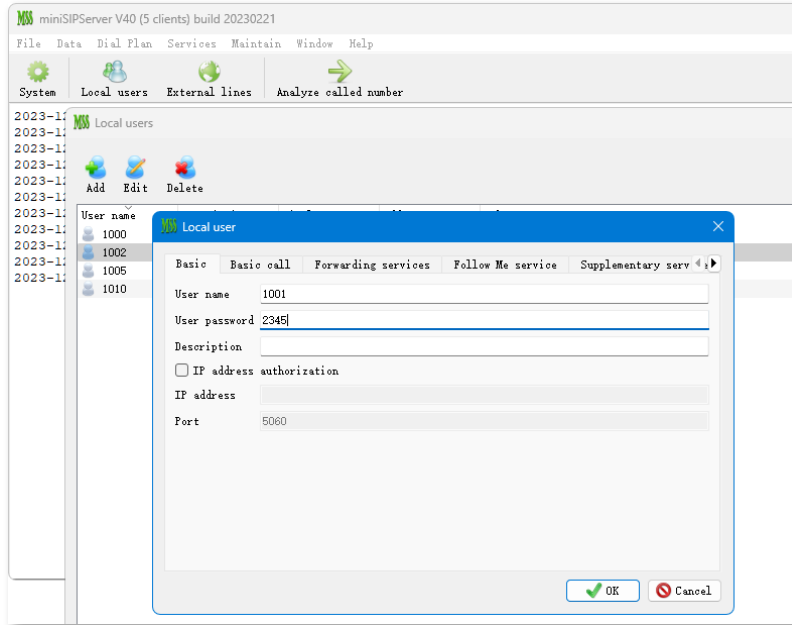 MSS miniSIPServer V40 (5 clients) build 20230221
File Data Dial Plan Services Maintain Window Help
System Local users External lines Analyze called number
2023-12
2023-12
2023-12
2023-12
2023-12
2023-12
2023-12
2023-12
2023-12
2023-12
2023-12
MSS Local users
Add Edit Delete
User name
1000
1002
1005
1010
MSS Local user
Basic Basic call Forwarding services Follow Me service Supplementary serv
User name 1001
User password 2345
Description
IP address authorization
IP address
Port 5060
OK Cancel